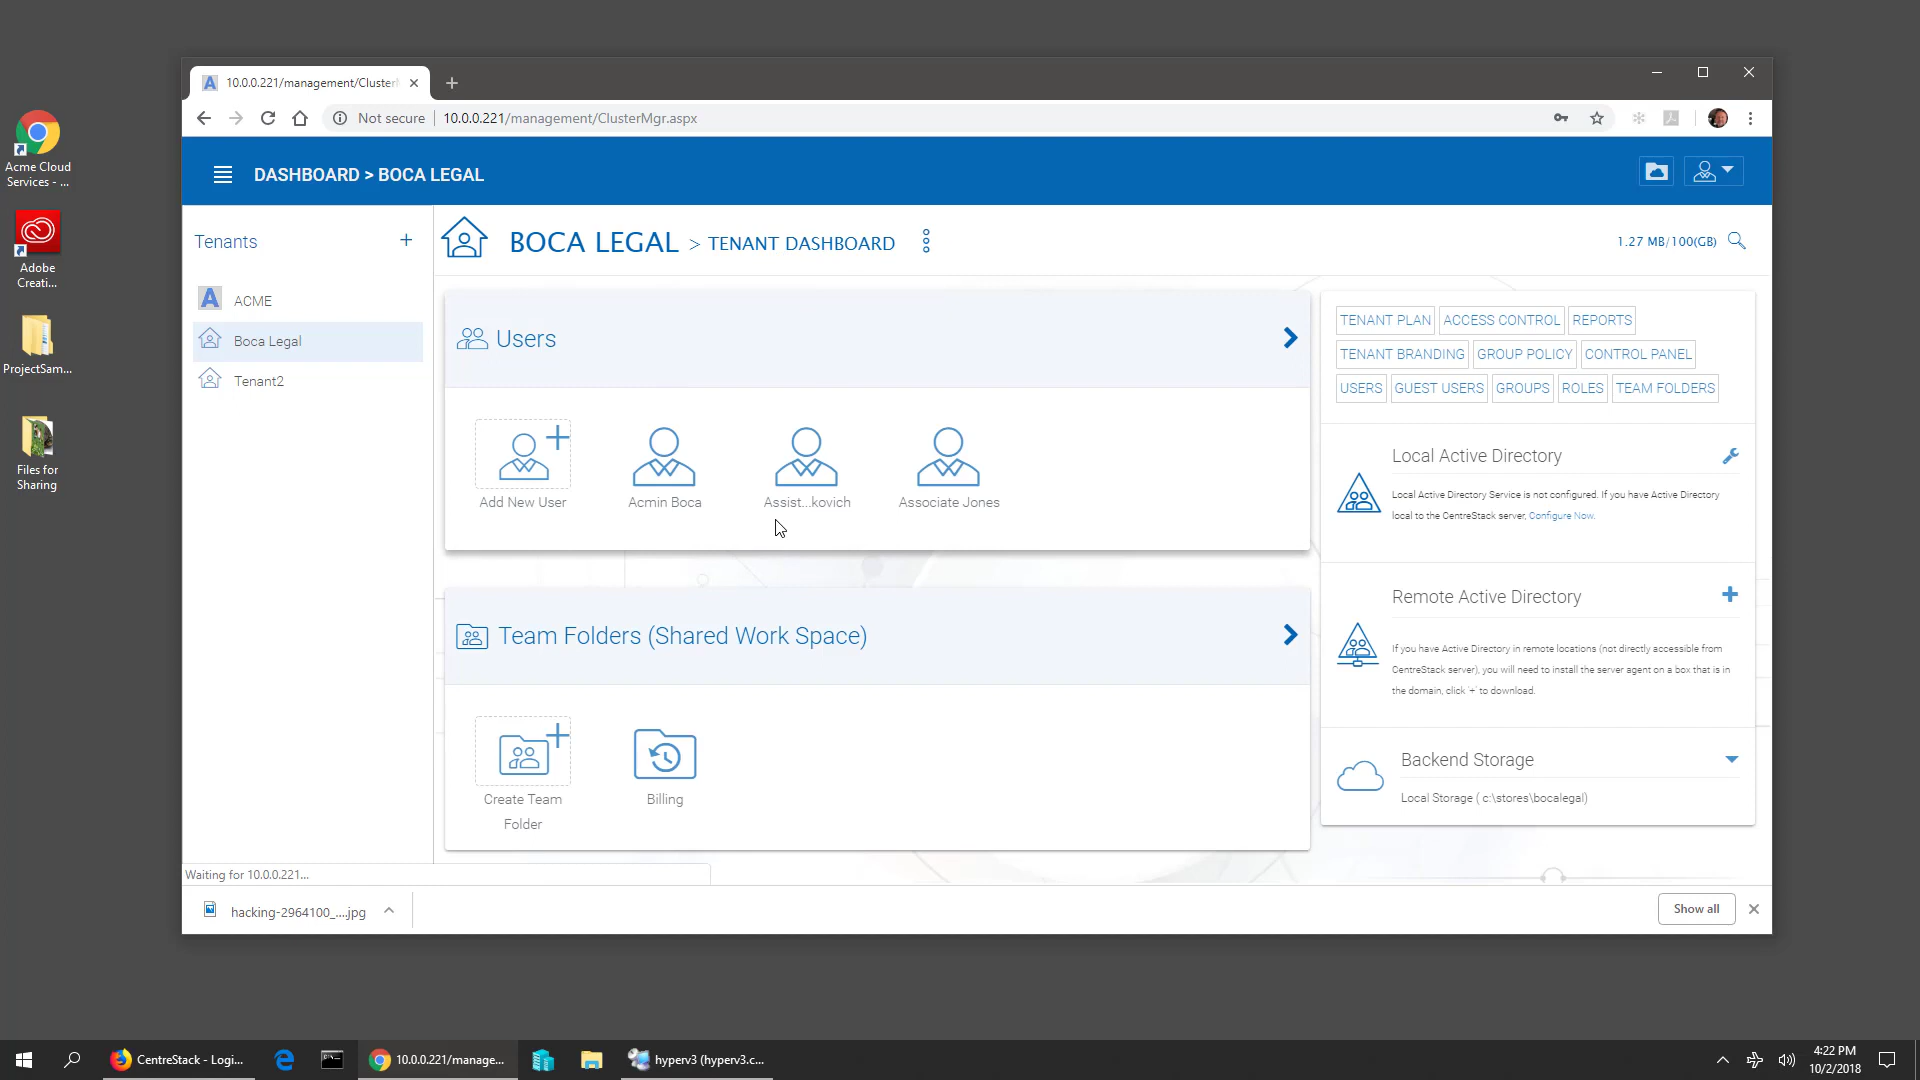 Acme Cloud
Services - ...
Adobe
Creati...
ProjectSam...
Files for
Sharing
10.0.0.221/management/Cluster
Not secure
10.0.0.221/management/ClusterMgr.aspx
DASHBOARD > BOCA LEGAL
Tenants
ACME
Boca Legal
Tenant2
BOCA LEGAL > TENANT DASHBOARD
1.27 MB/100(GB)
Users
Add New User
Acmin Boca
Assist...kovich
Associate Jones
Team Folders (Shared Work Space)
Create Team
Folder
Billing
TENANT PLAN ACCESS CONTROL REPORTS
TENANT BRANDING GROUP POLICY CONTROL PANEL
USERS GUEST USERS GROUPS ROLES TEAM FOLDERS
Local Active Directory
Local Active Directory Service is not configured. If you have Active Directory
local to the CentreStack server, Configure Now.
Remote Active Directory
If you have Active Directory in remote locations (not directly accessible from
CentreStack server), you will need to install the server agent on a box that is in
the domain, click '+' to download.
Backend Storage
Local Storage ( c:\stores\bocalegal)
Waiting for 10.0.0.221...
hacking-2964100_....jpg
Show all
CentreStack - Logi...
10.0.0.221/manage...
hyperv3 (hyperv3.c...
4:22 PM
10/2/2018